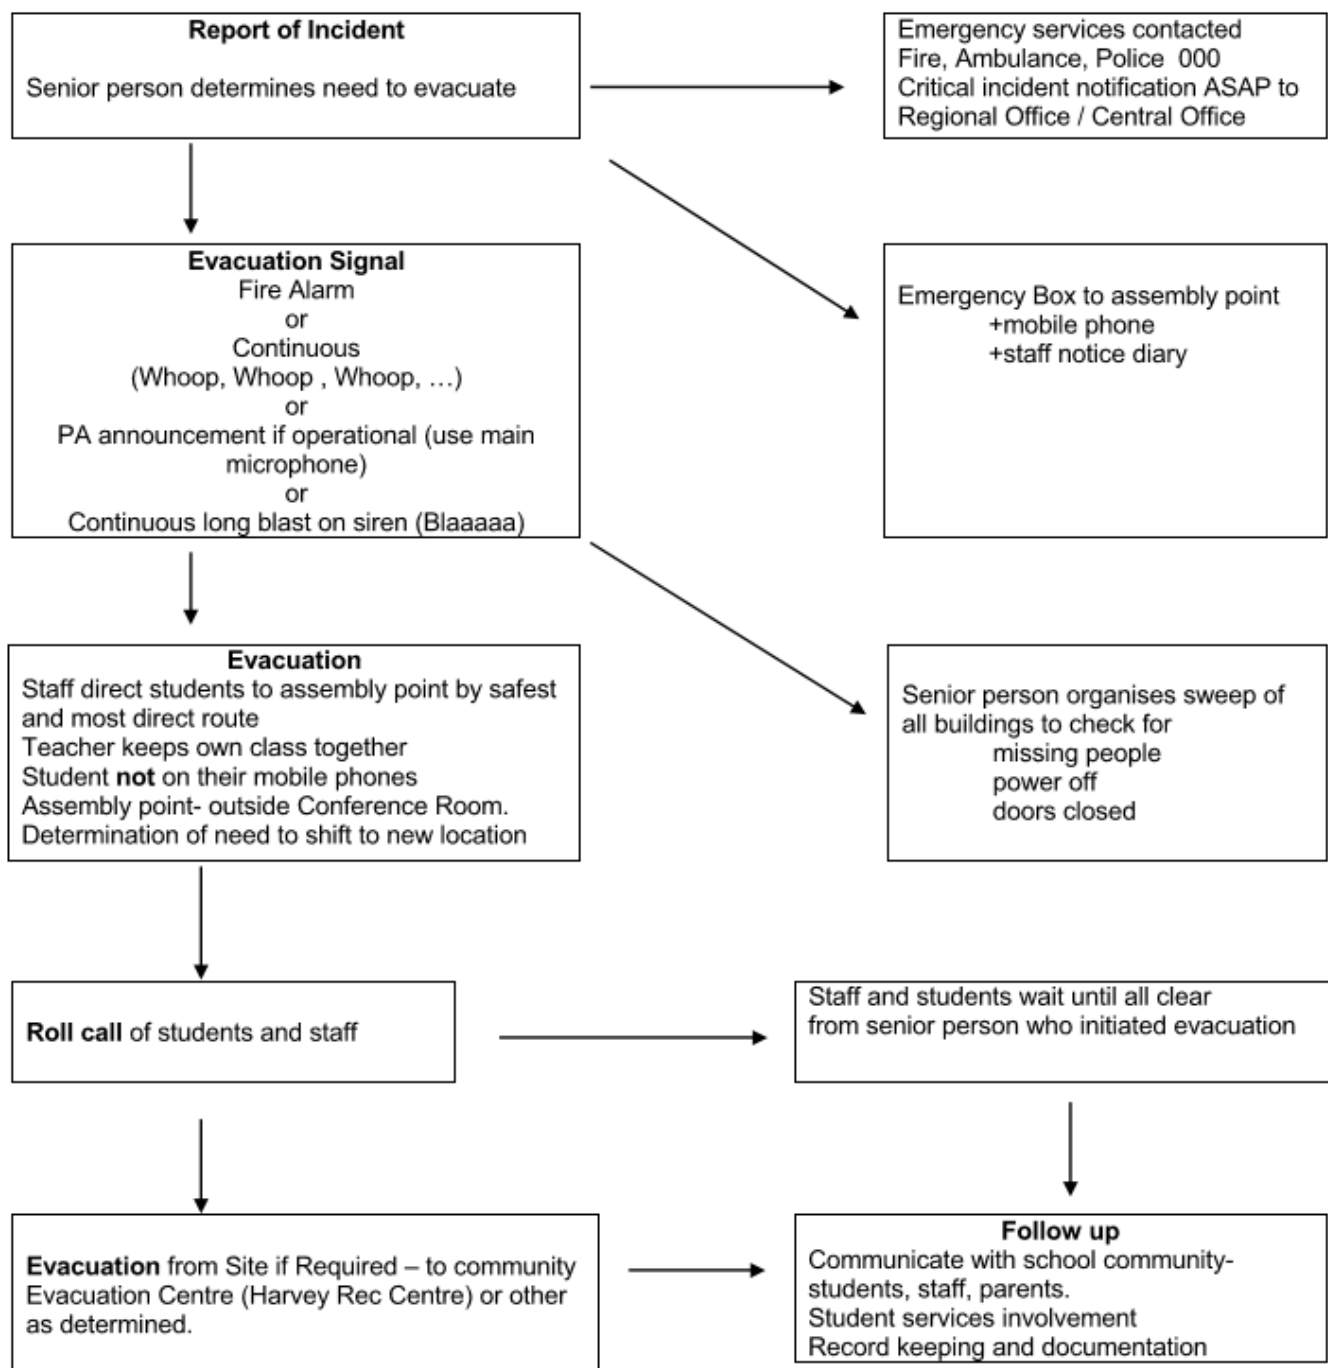 Report of Incident
Senior person determines need to evacuate
Emergency services contacted
Fire, Ambulance, Police  000
Critical incident notification ASAP to
Regional Office / Central Office
Evacuation Signal
Fire Alarm
or
Continuous
(Whoop, Whoop , Whoop, …)
or
PA announcement if operational (use main
microphone)
or
Continuous long blast on siren (Blaaaaa)
Emergency Box to assembly point
+mobile phone
+staff notice diary
Evacuation
Staff direct students to assembly point by safest
and most direct route
Teacher keeps own class together
Student not on their mobile phones
Assembly point- outside Conference Room.
Determination of need to shift to new location
Senior person organises sweep of
all buildings to check for
missing people
power off
doors closed
Roll call of students and staff
Staff and students wait until all clear
from senior person who initiated evacuation
Evacuation from Site if Required – to community
Evacuation Centre (Harvey Rec Centre) or other
as determined.
Follow up
Communicate with school community-
students, staff, parents.
Student services involvement
Record keeping and documentation